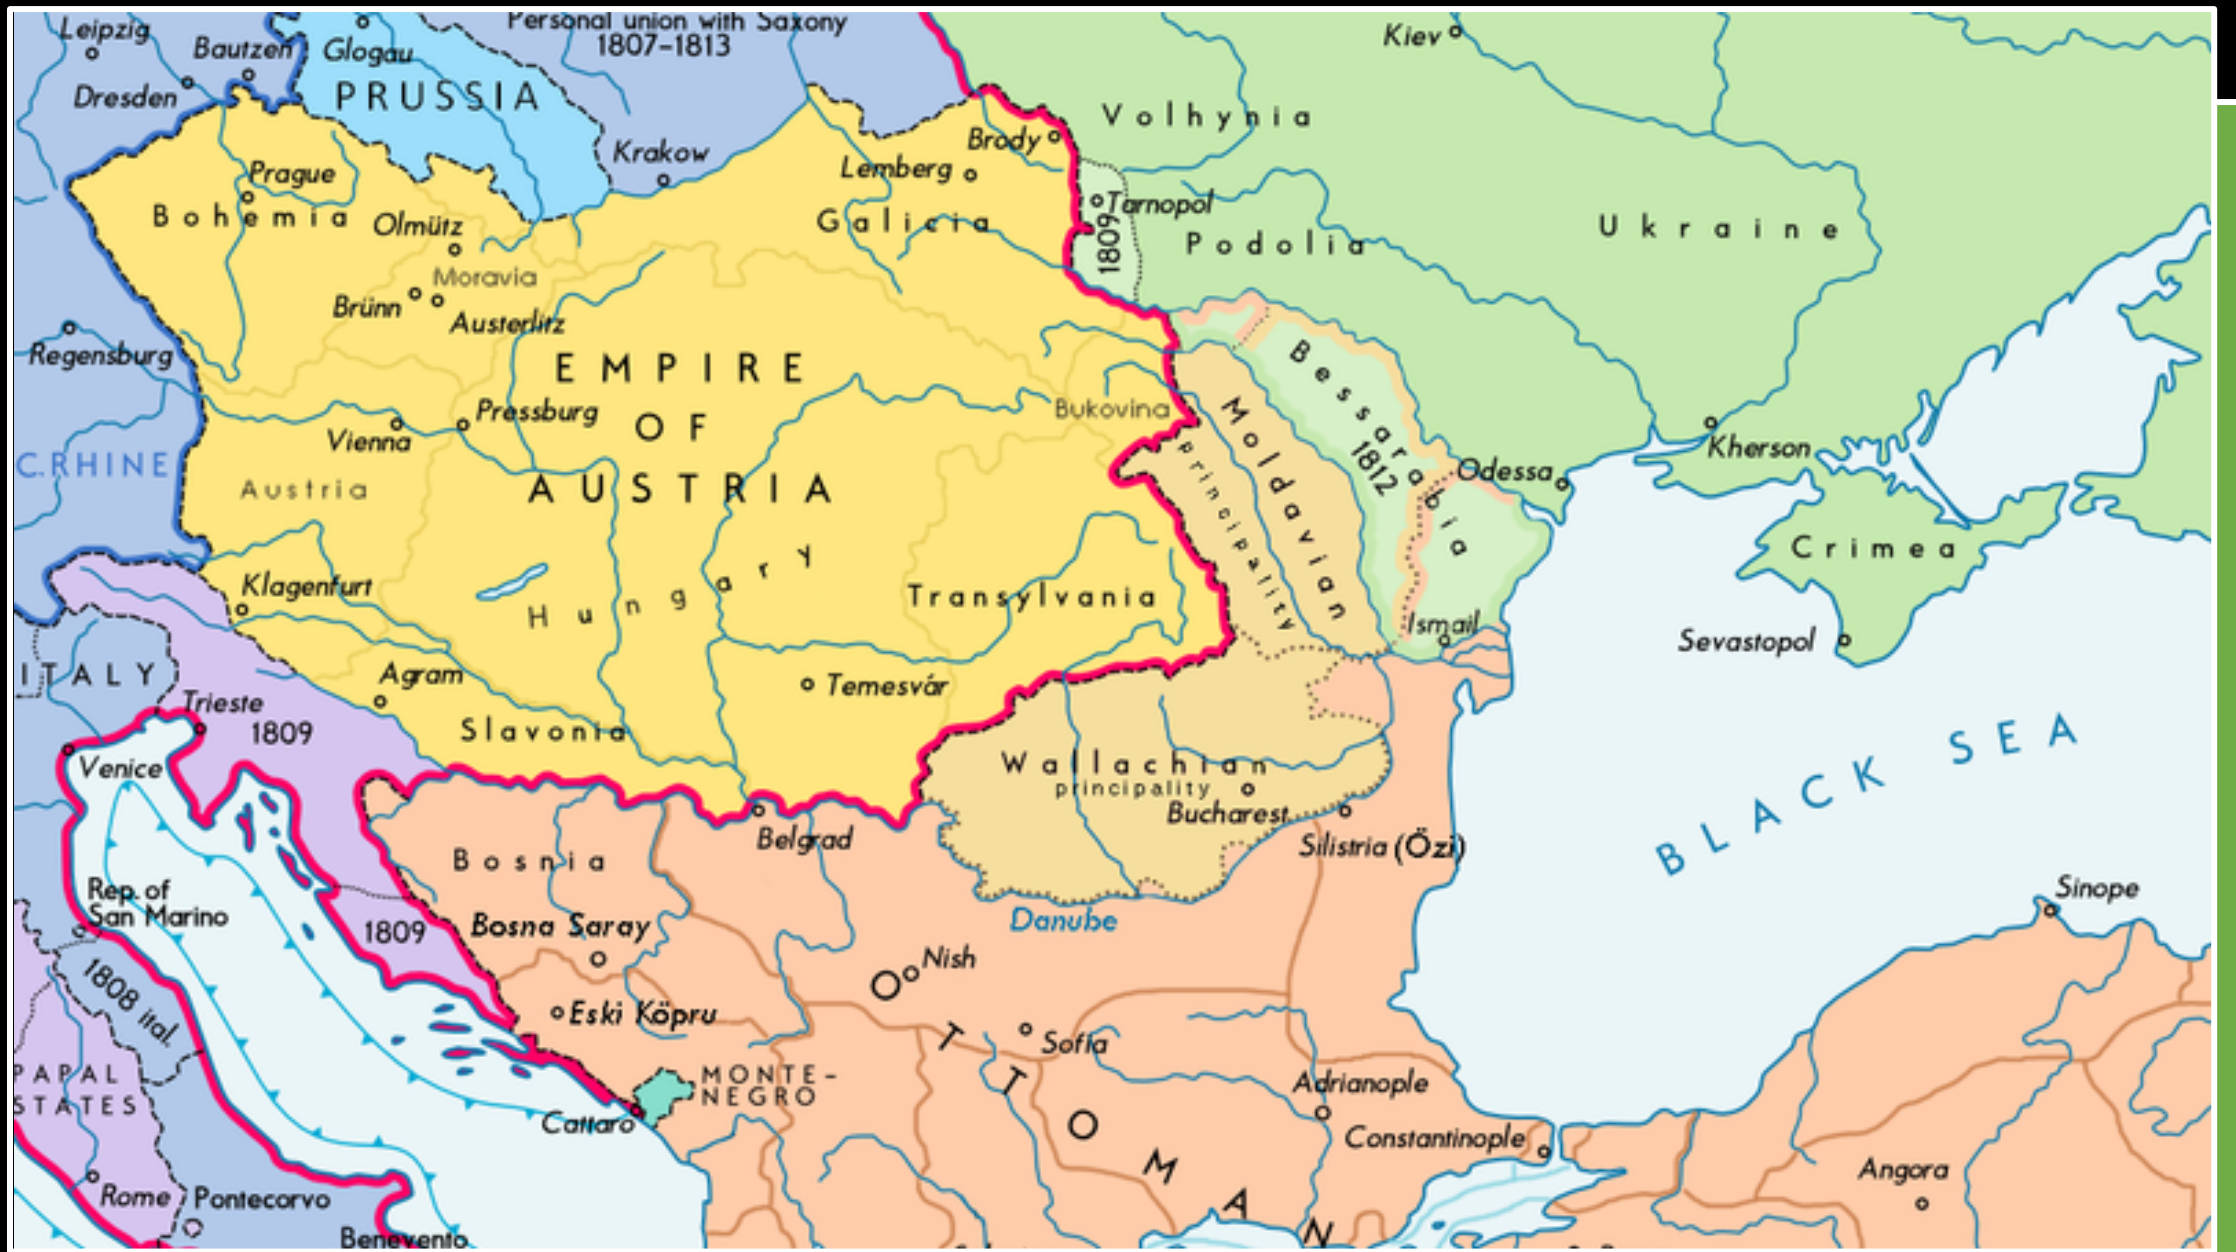 Personal union with Saxony
1807–1813
Leipzig
Bautzen
Glogau
Dresden
PRUSSIA
Kiev
Volhynia
Krakow
Brody
Lemberg
Prague
Bohemia
Olmütz
Galicia
Tarnopol
1809
Podolia
Ukraine
Moravia
Brünn
Austerlitz
Regensburg
EMPIRE
OF
AUSTRIA
Pressburg
Vienna
Bukovina
C.RHINE
Austria
Moldavian
principality
Bessarabia
1812
Odessa
Kherson
Crimea
Klagenfurt
Hungary
Transylvania
Ismail
Sevastopol
ITALY
Agram
Temesvár
Trieste
1809
Slavonia
Venice
Wallachian
principality
Bucharest
BLACK SEA
Belgrad
Silistria (Özi)
Bosnia
Rep. of
San Marino
1809
Bosna Saray
Danube
Sinope
Nish
1808 ital.
Eski Köpru
Sofia
PAPAL
STATES
MONTE-
NEGRO
Adrianople
Cattaro
Constantinople
OTTOMAN
Angora
Rome
Pontecorvo
Benevento